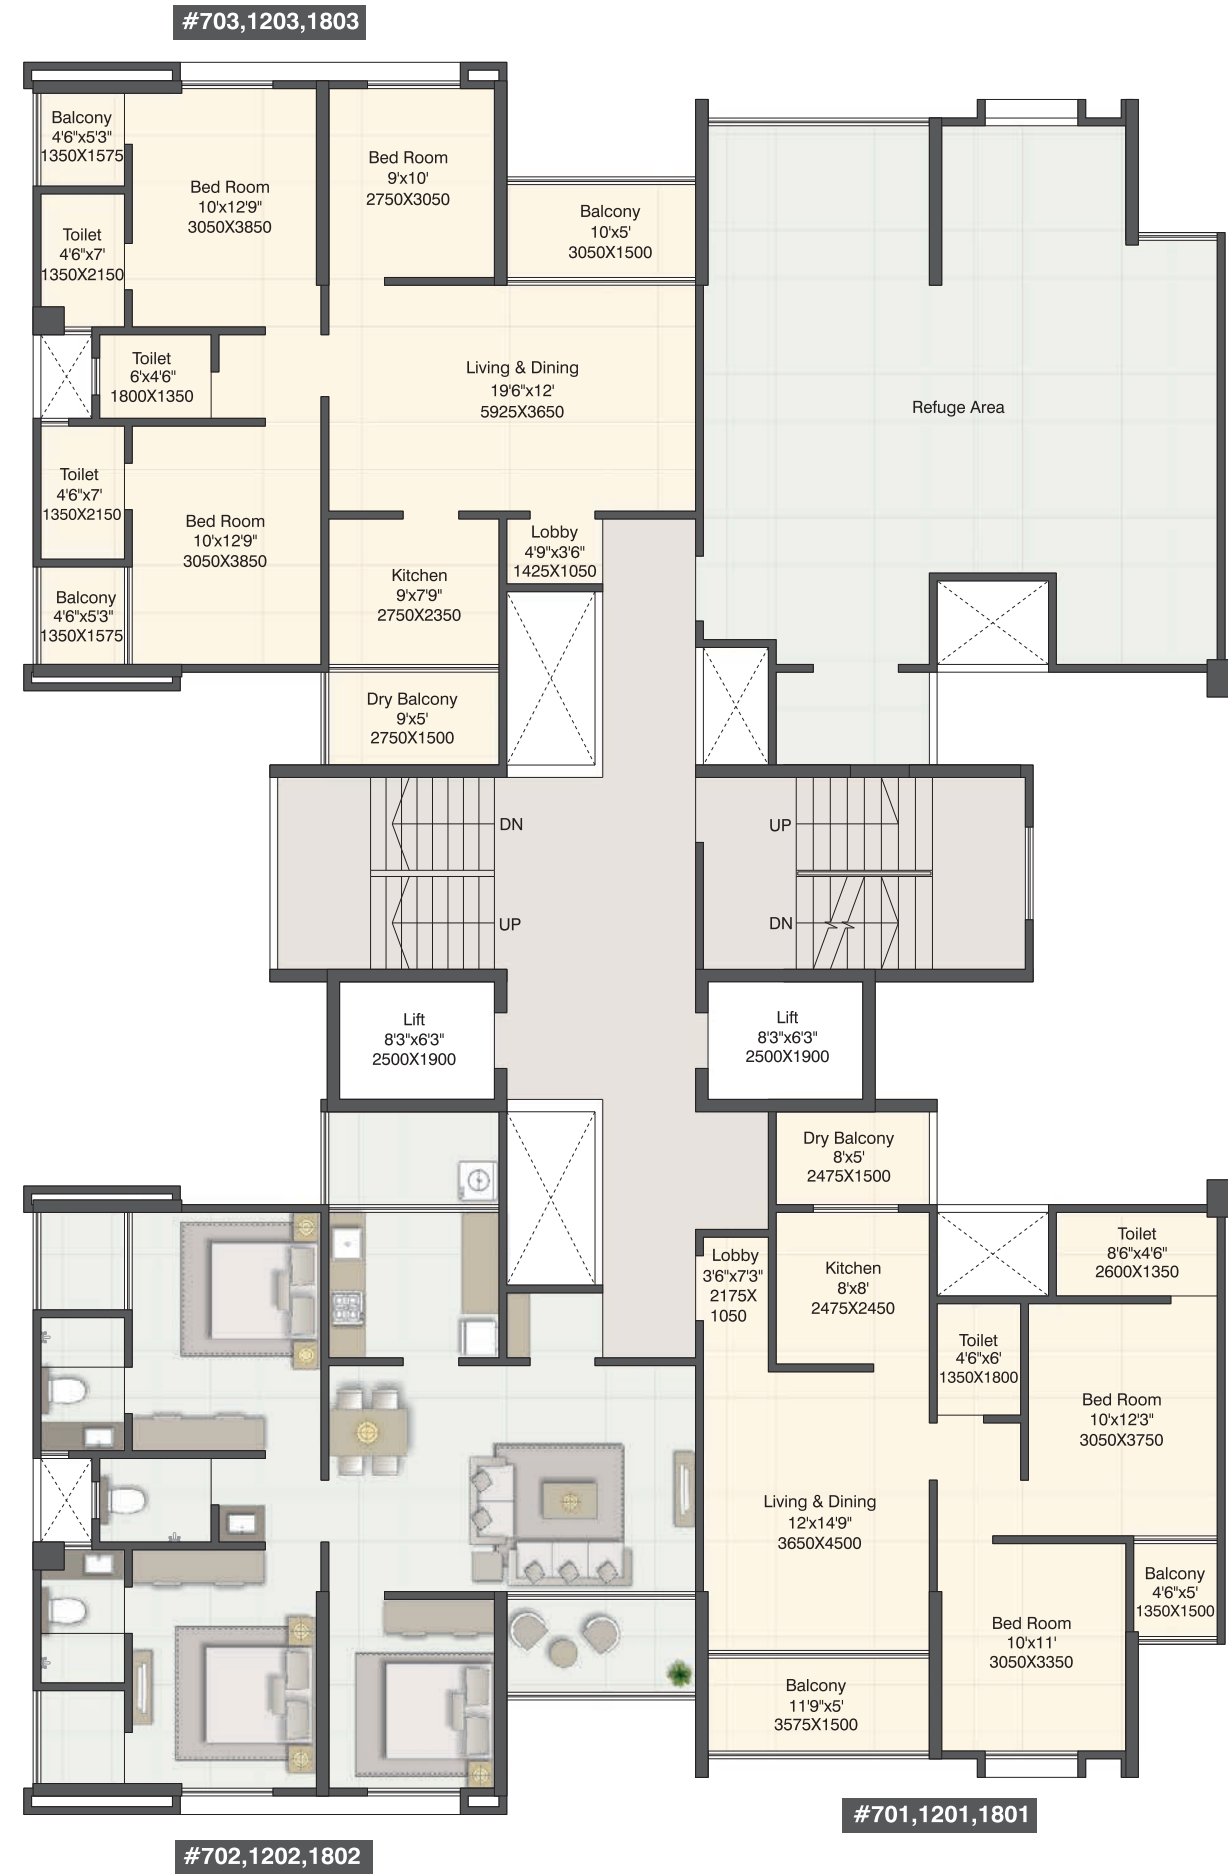 #703,1203,1803
Balcony
4'6"x5'3"
1350X1575
Bed Room
10'x12'9"
3050X3850
Bed Room
9'x10'
2750X3050
Balcony
10'x5'
3050X1500
Toilet
4'6"x7'
1350X2150
Toilet
6'x4'6"
1800X1350
Living & Dining
19'6"x12'
5925X3650
Refuge Area
Toilet
4'6"x7'
1350X2150
Bed Room
10'x12'9"
3050X3850
Lobby
4'9"x3'6"
1425X1050
Kitchen
9'x7'9"
2750X2350
Balcony
4'6"x5'3"
1350X1575
Dry Balcony
9'x5'
2750X1500
DN
UP
UP
DN
Lift
8'3"x6'3"
2500X1900
Lift
8'3"x6'3"
2500X1900
Dry Balcony
8'x5'
2475X1500
Lobby
3'6"x7'3"
2175X
1050
Kitchen
8'x8'
2475X2450
Toilet
8'6"x4'6"
2600X1350
Toilet
4'6"x6'
1350X1800
Bed Room
10'x12'3"
3050X3750
Living & Dining
12'x14'9"
3650X4500
Balcony
4'6"x5'
1350X1500
Bed Room
10'x11'
3050X3350
Balcony
11'9"x5'
3575X1500
#701,1201,1801
#702,1202,1802